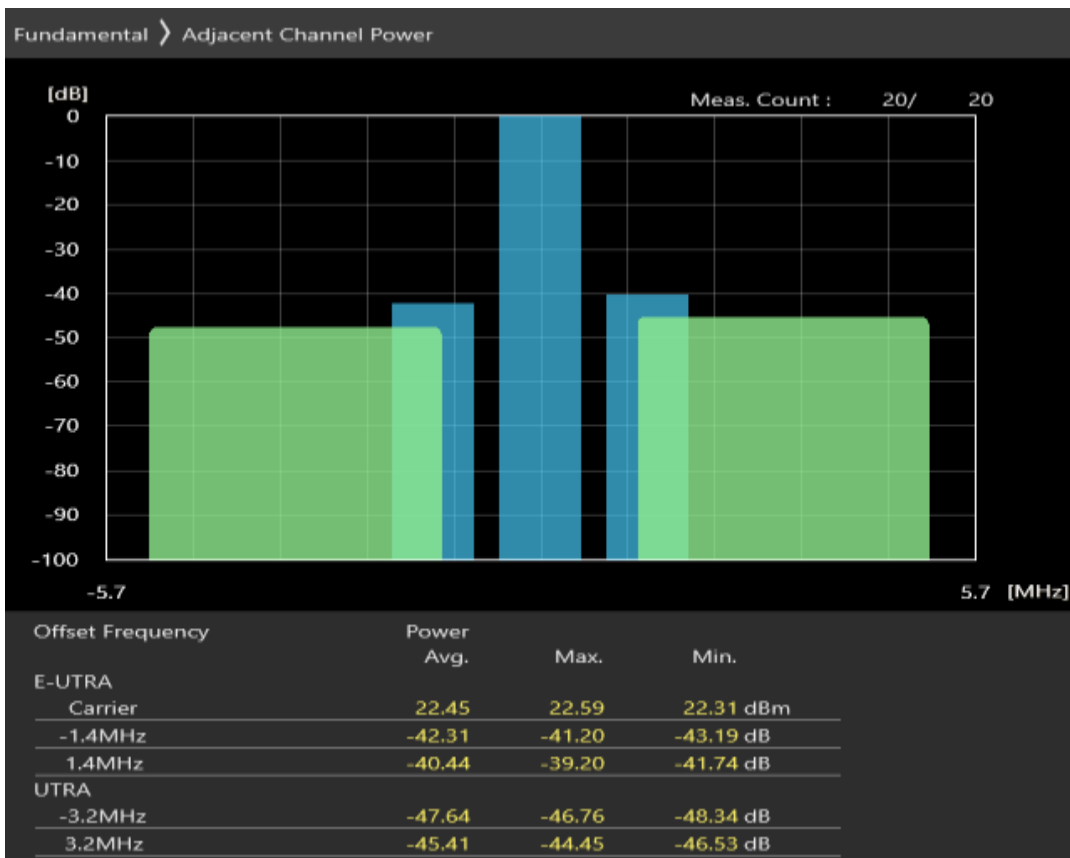 Fundamental 〉 Adjacent Channel Power
[dB]
Meas. Count : 20/ 20
0
-10
-20
-30
-40
-50
-60
-70
-80
-90
-100
-5.7 5.7 [MHz]
Offset Frequency Power
Avg. Max. Min.
E-UTRA
Carrier 22.45 22.59 22.31 dBm
-1.4MHz -42.31 -41.20 -43.19 dB
1.4MHz -40.44 -39.20 -41.74 dB
UTRA
-3.2MHz -47.64 -46.76 -48.34 dB
3.2MHz -45.41 -44.45 -46.53 dB